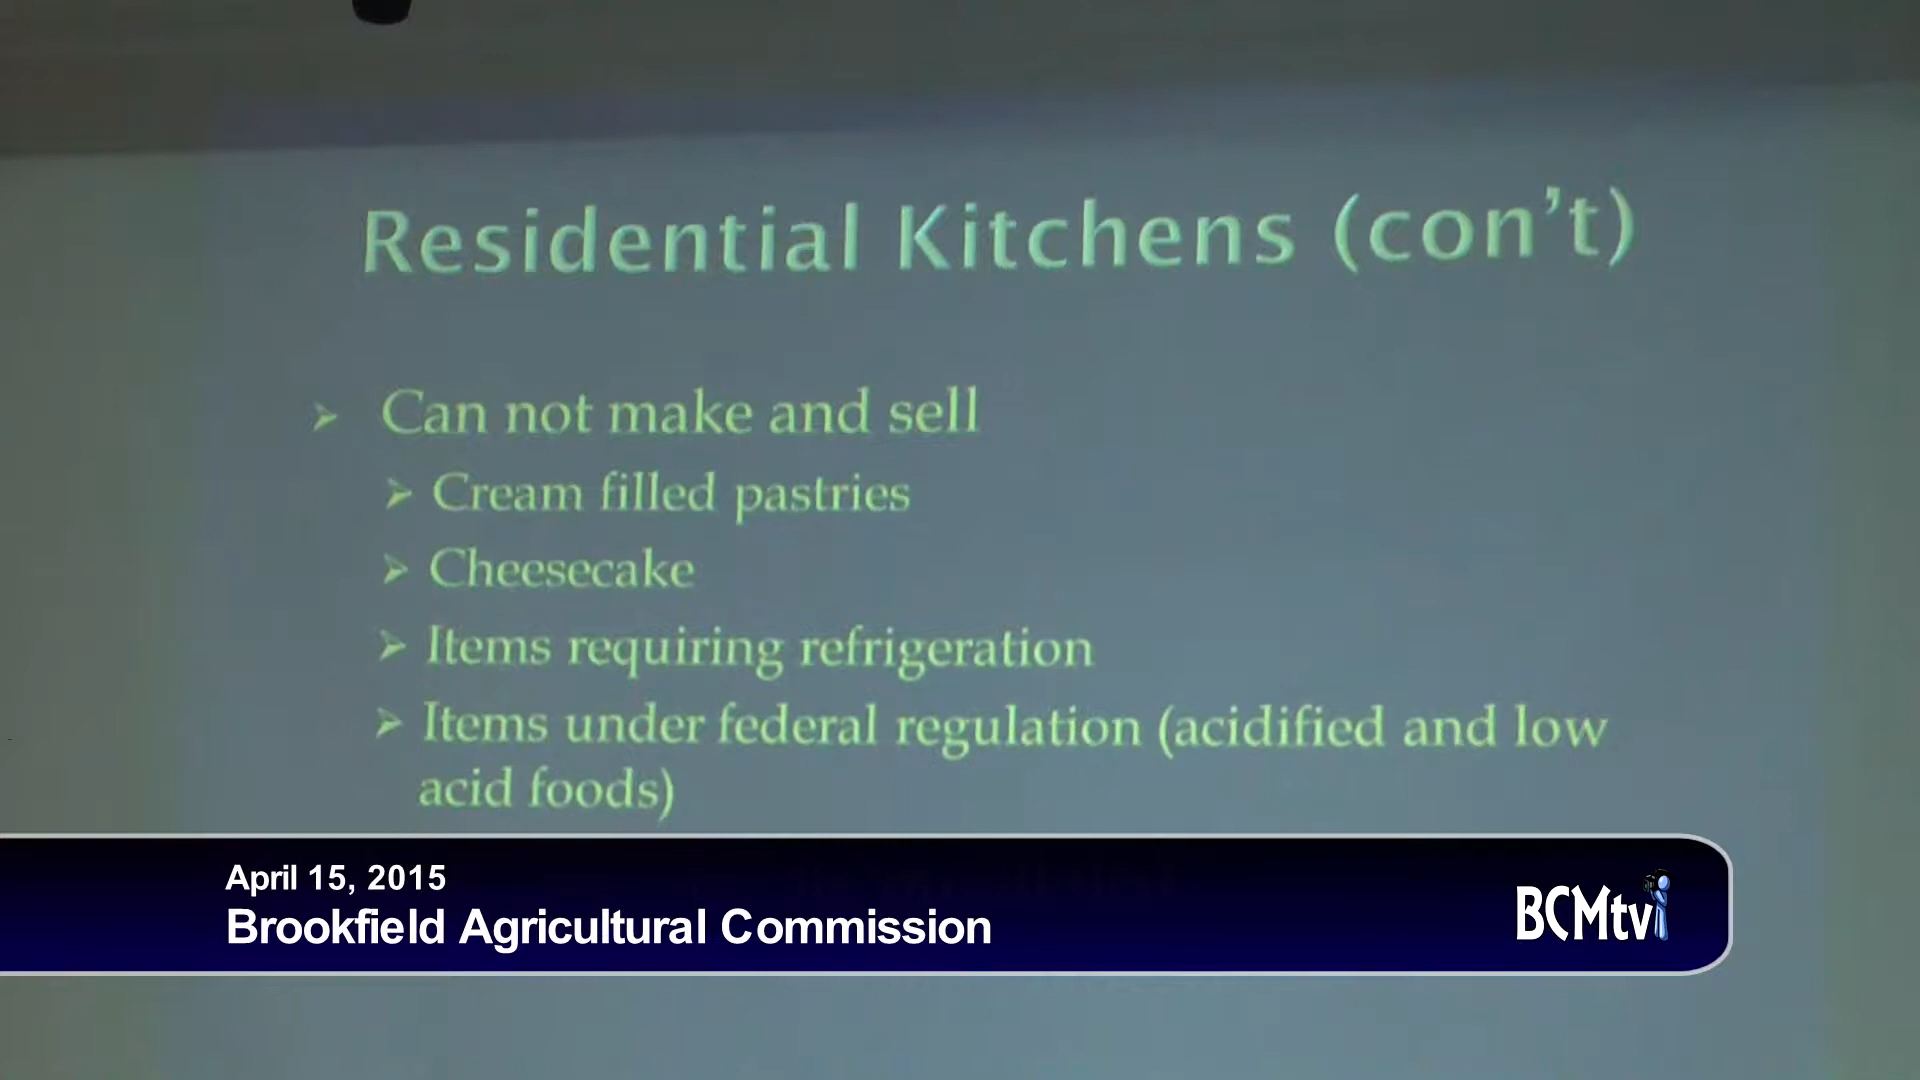 Residential Kitchens (con't)
Can not make and sell
Cream filled pastries
Cheesecake
Items requiring refrigeration
Items under federal regulation (acidified and low
acid foods)
April 15, 2015
Brookfield Agricultural Commission
BCMtv